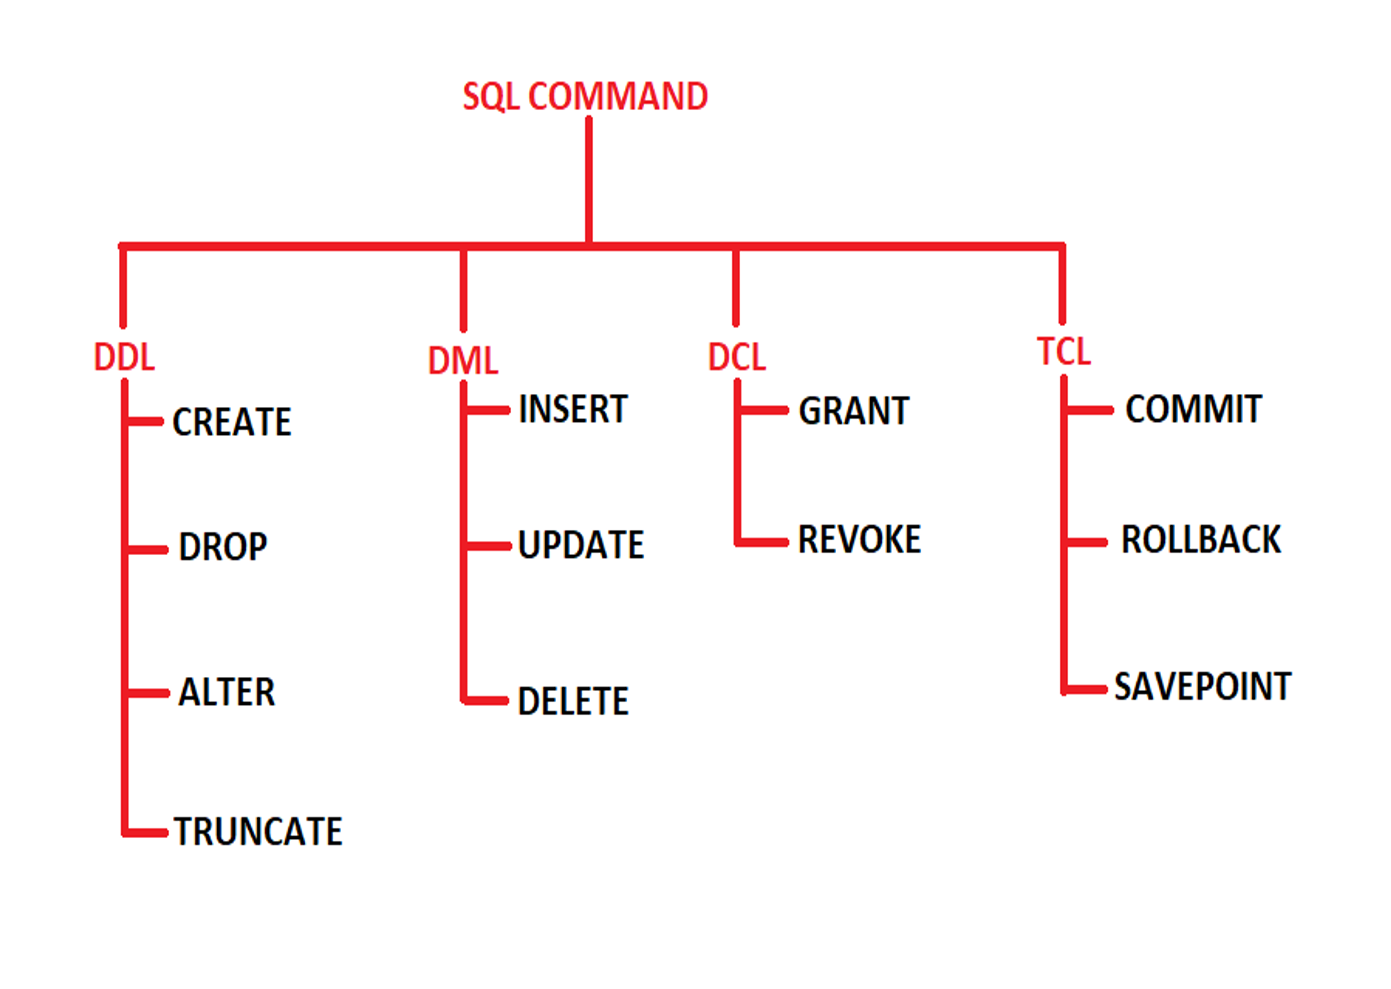 SQL COMMAND
DDL
CREATE
DROP
ALTER
TRUNCATE
DML
INSERT
UPDATE
DELETE
DCL
GRANT
REVOKE
TCL
COMMIT
ROLLBACK
SAVEPOINT